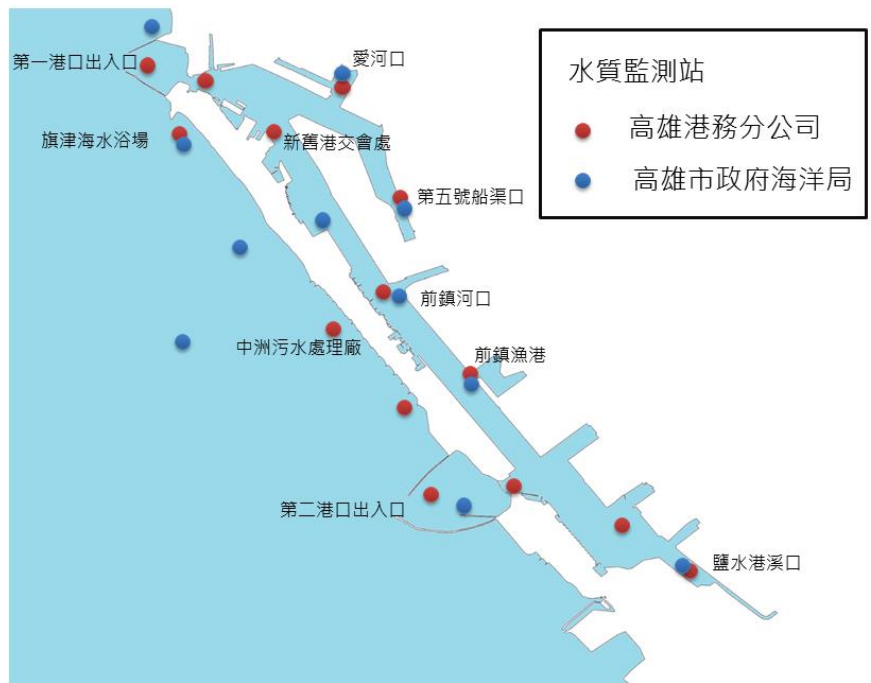 水質監測站
高雄港務分公司
高雄市政府海洋局
第一港口出入口
愛河口
旗津海水浴場
新舊港交會處
第五號船渠口
前鎮河口
中洲污水處理廠
前鎮漁港
第二港口出入口
鹽水港溪口